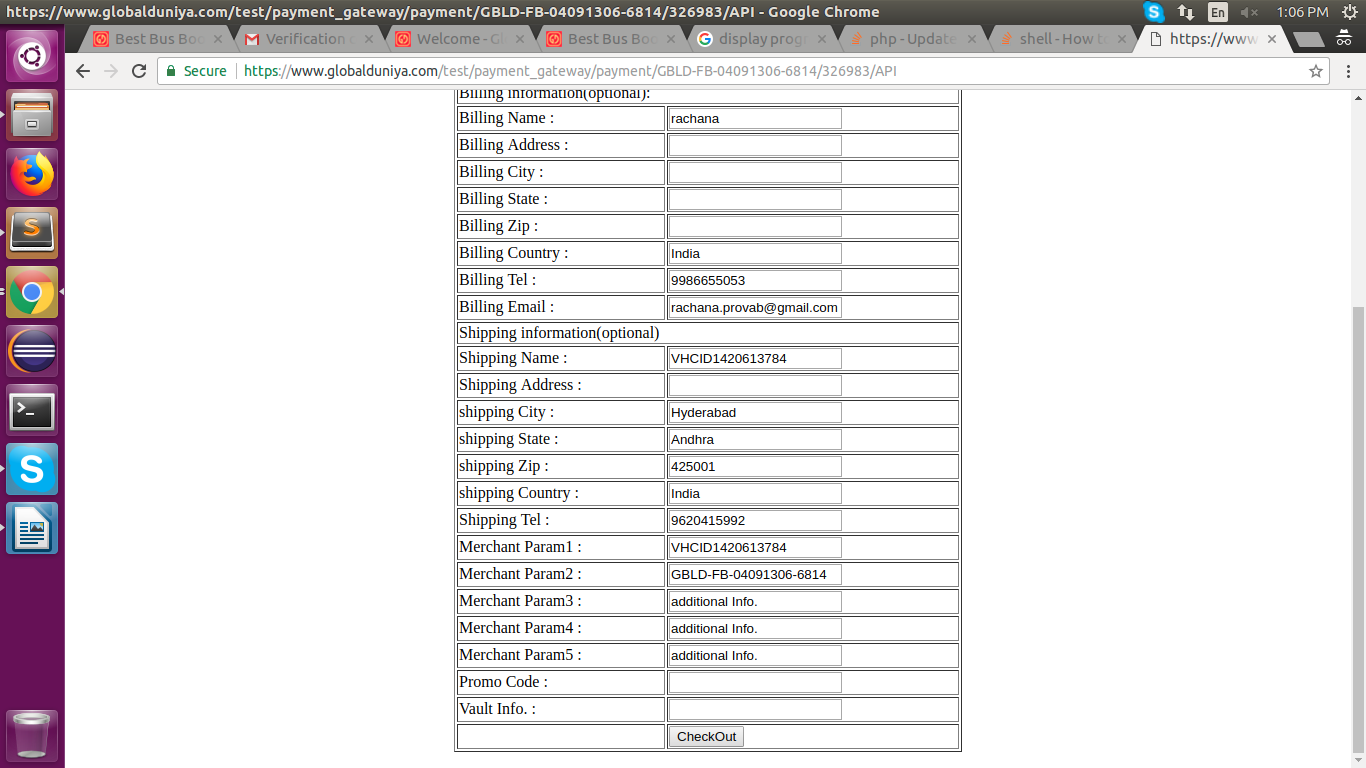 https://www.globalduniya.com/test/payment_gateway/payment/GBLD-FB-04091306-6814/326983/API - Google Chrome
En 1:06 PM
Best Bus Boo Verification c Welcome - Gl Best Bus Boo display prog php - Update shell - How to https://www
Secure https://www.globalduniya.com/test/payment_gateway/payment/GBLD-FB-04091306-6814/326983/API
Billing information(optional):
Billing Name : rachana
Billing Address :
Billing City :
Billing State :
Billing Zip :
Billing Country : India
Billing Tel : 9986655053
Billing Email : rachana.provab@gmail.com
Shipping information(optional)
Shipping Name : VHCID1420613784
Shipping Address :
shipping City : Hyderabad
shipping State : Andhra
shipping Zip : 425001
shipping Country : India
Shipping Tel : 9620415992
Merchant Param1 : VHCID1420613784
Merchant Param2 : GBLD-FB-04091306-6814
Merchant Param3 : additional Info.
Merchant Param4 : additional Info.
Merchant Param5 : additional Info.
Promo Code :
Vault Info. :
CheckOut